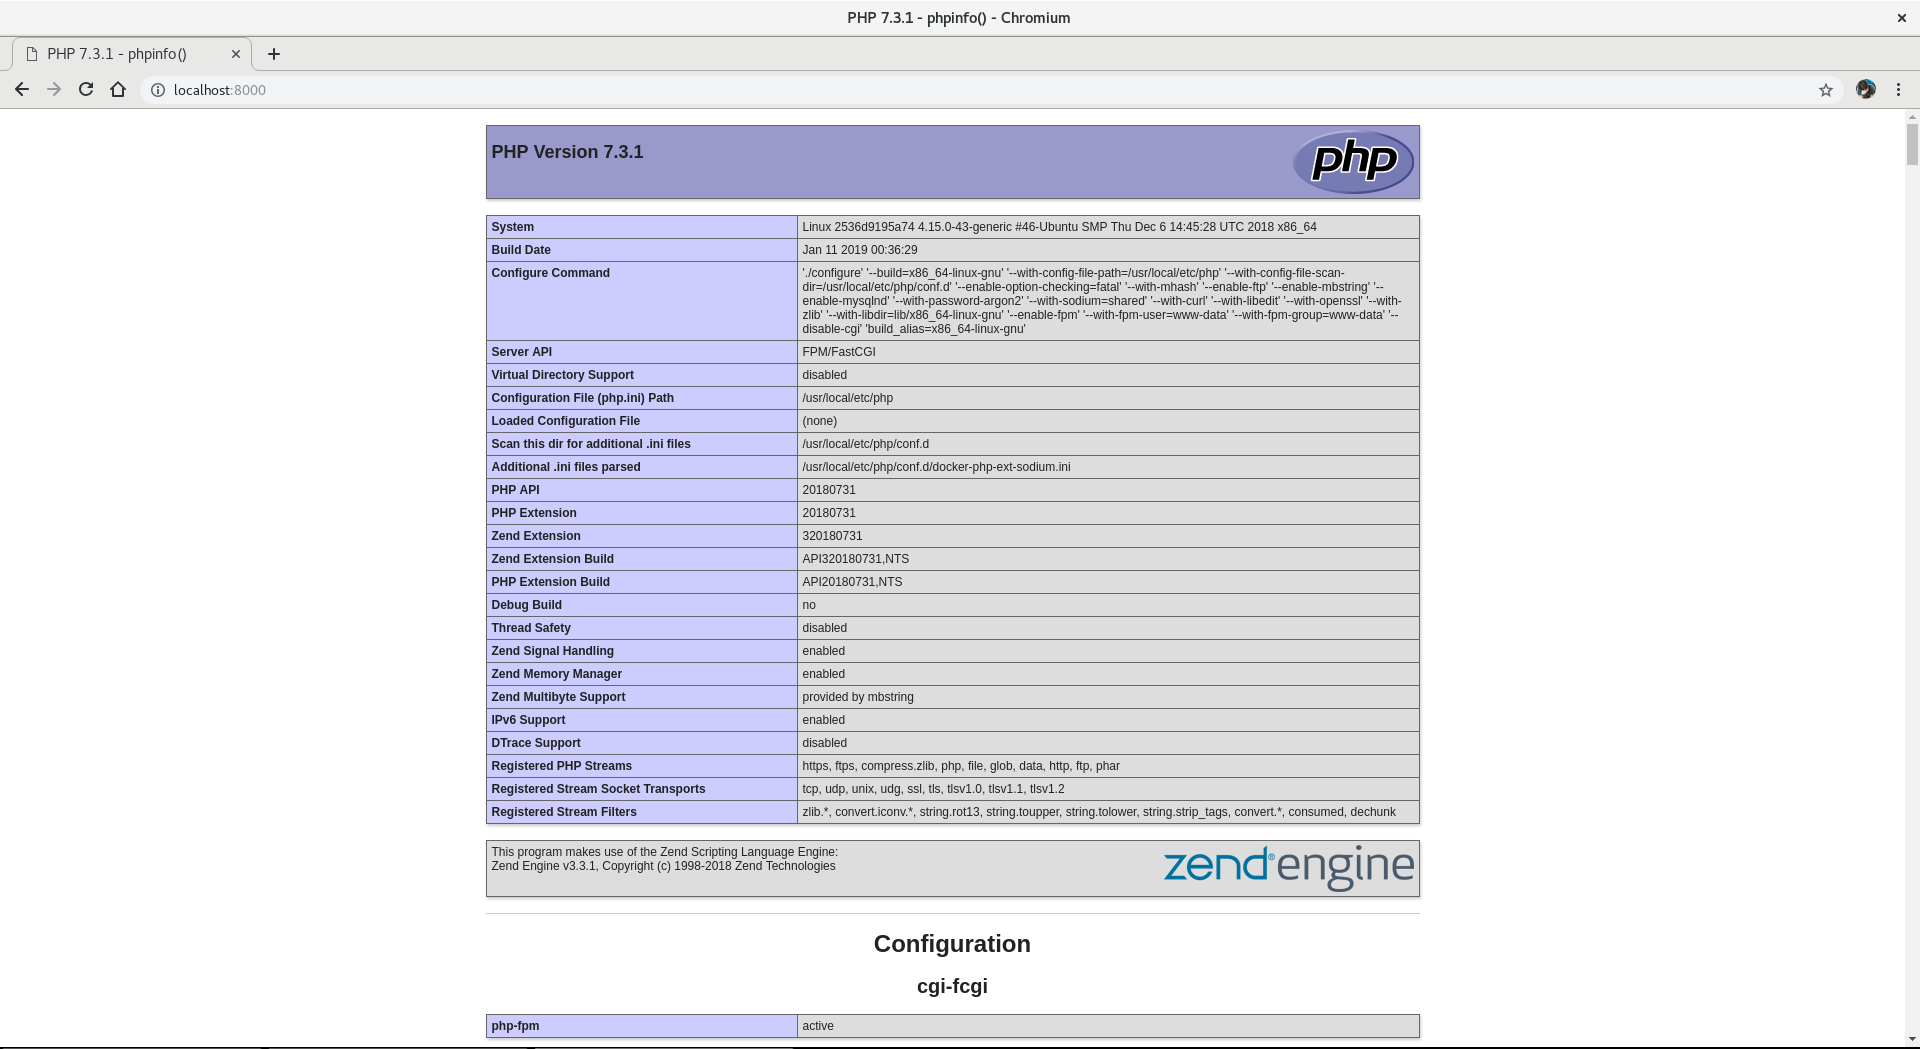 PHP 7.3.1 - phpinfo() - Chromium
PHP 7.3.1 - phpinfo()
localhost:8000
PHP Version 7.3.1
php
System Linux 2536d9195a74 4.15.0-43-generic #46-Ubuntu SMP Thu Dec 6 14:45:28 UTC 2018 x86_64
Build Date Jan 11 2019 00:36:29
Configure Command './configure' '--build=x86_64-linux-gnu' '--with-config-file-path=/usr/local/etc/php' '--with-config-file-scan-
dir=/usr/local/etc/php/conf.d' '--enable-option-checking=fatal' '--with-mhash' '--enable-ftp' '--enable-mbstring' '--
enable-mysqlnd' '--with-password-argon2' '--with-sodium=shared' '--with-curl' '--with-libedit' '--with-openssl' '--with-
zlib' '--with-libdir=lib/x86_64-linux-gnu' '--enable-fpm' '--with-fpm-user=www-data' '--with-fpm-group=www-data' '--
disable-cgi' 'build_alias=x86_64-linux-gnu'
Server API FPM/FastCGI
Virtual Directory Support disabled
Configuration File (php.ini) Path /usr/local/etc/php
Loaded Configuration File (none)
Scan this dir for additional .ini files /usr/local/etc/php/conf.d
Additional .ini files parsed /usr/local/etc/php/conf.d/docker-php-ext-sodium.ini
PHP API 20180731
PHP Extension 20180731
Zend Extension 320180731
Zend Extension Build API320180731,NTS
PHP Extension Build API20180731,NTS
Debug Build no
Thread Safety disabled
Zend Signal Handling enabled
Zend Memory Manager enabled
Zend Multibyte Support provided by mbstring
IPv6 Support enabled
DTrace Support disabled
Registered PHP Streams https, ftps, compress.zlib, php, file, glob, data, http, ftp, phar
Registered Stream Socket Transports tcp, udp, unix, udg, ssl, tls, tlsv1.0, tlsv1.1, tlsv1.2
Registered Stream Filters zlib.*, convert.iconv.*, string.rot13, string.toupper, string.tolower, string.strip_tags, convert.*, consumed, dechunk
This program makes use of the Zend Scripting Language Engine:
Zend Engine v3.3.1, Copyright (c) 1998-2018 Zend Technologies
zend® engine
Configuration
cgi-fcgi
php-fpm active